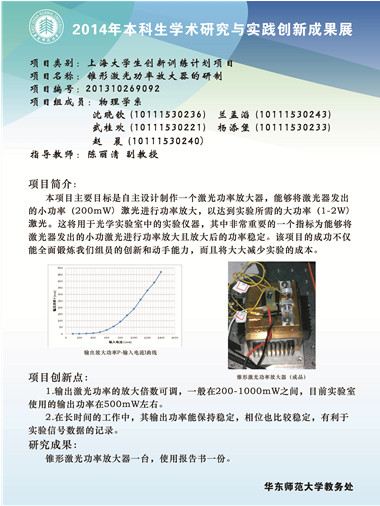 2014年本科生学术研究与实践创新成果展
项目类别：上海大学生创新训练计划项目
项目名称：锥形激光功率放大器的研制
项目编号：201310269092
项目组成员：物理学系
沈晓钦（10111530236） 兰孟滔（10111530243）
武桂欢（10111530221） 杨添堡（10111530233）
赵 晨（10111530240）
指导教师：陈丽清 副教授
项目简介：
本项目主要目标是自主设计制作一个激光功率放大器，能够将激光器发出
的小功率（200mW）激光进行功率放大，以达到实验所需的大功率（1-2W）
激光。这将用于光学实验室中的实验仪器，其中非常重要的一个指标为能够将
激光器发出的小功激光进行功率放大且放大后的功率稳定。该项目的成功不仅
能全面锻炼我们组员的创新和动手能力，而且将大大减少实验的成本。
输出放大功率P-输入电流I曲线
锥形激光功率放大器（成品）
项目创新点：
1.输出激光功率的放大倍数可调，一般在200-1000mW之间，目前实验室
使用的输出功率在500mW左右。
2.在长时间的工作中，其输出功率能保持稳定，相位也比较稳定，有利于
实验信号数据的记录。
研究成果：
锥形激光功率放大器一台，使用报告书一份。
华东师范大学教务处